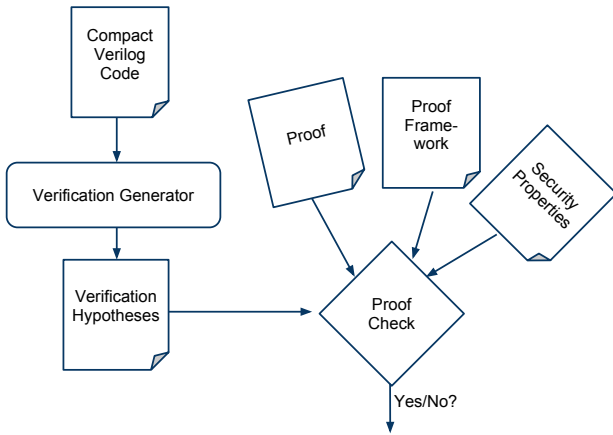 Compact
Verilog
Code
Verification Generator
Verification
Hypotheses
Proof
Proof
Frame-
work
Security
Properties
Proof
Check
Yes/No?